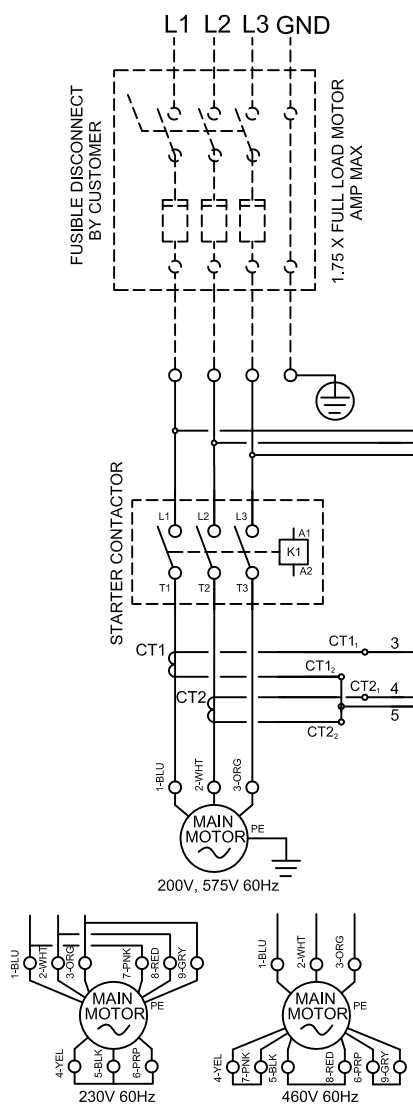 L1 L2 L3 GND
FUSIBLE DISCONNECT
BY CUSTOMER
1.75 X FULL LOAD MOTOR
AMP MAX
STARTER CONTACTOR
L1 L2 L3
A1
K1
A2
T1 T2 T3
CT1
CT1₁ 3
CT1₂
CT2
CT2₁ 4
5
CT2₂
1-BLU 2-WHT 3-ORG
MAIN
MOTOR
PE
200V, 575V 60Hz
1-BLU 2-WHT 3-ORG 7-PNK 8-RED 9-GRY
MAIN
MOTOR
PE
4-YEL 5-BLK 6-PRP
230V 60Hz
1-BLU 2-WHT 3-ORG
MAIN
MOTOR
PE
4-YEL 7-PNK 5-BLK 8-RED 6-PRP 9-GRY
460V 60Hz